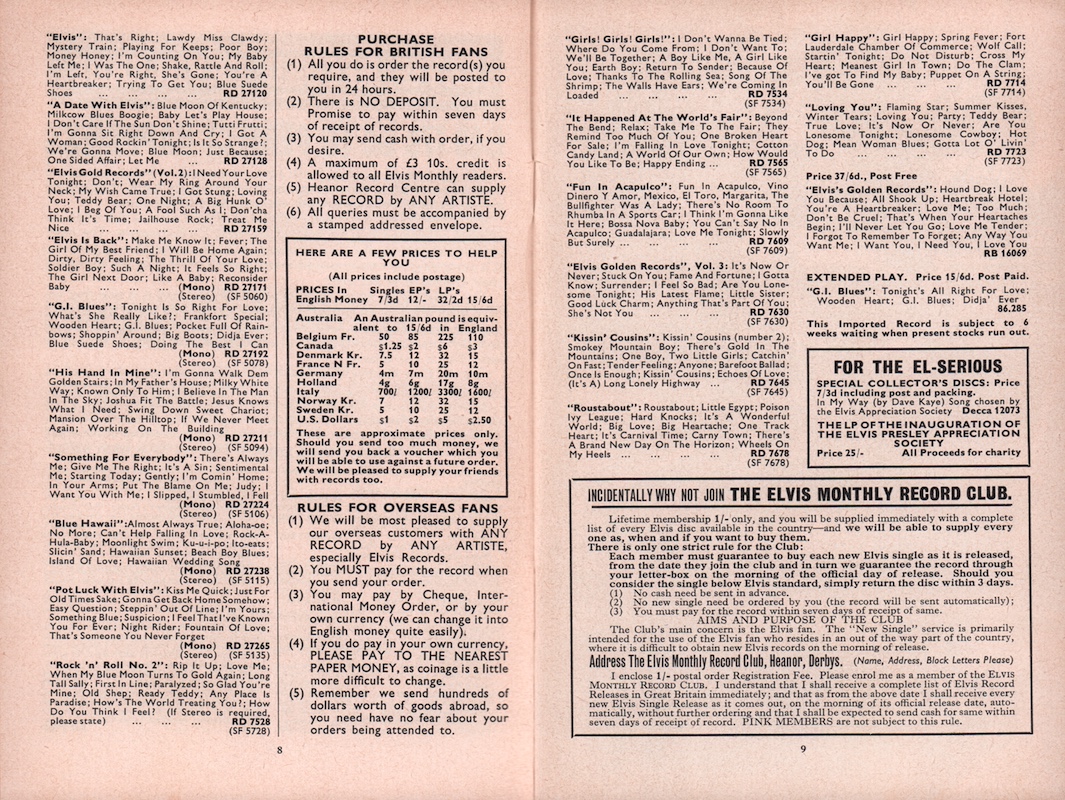 "Elvis": That's Right; Lawdy Miss Clawdy;
Mystery Train; Playing For Keeps; Poor Boy;
Money Honey; I'm Counting On You; My Baby
Left Me; I Was The One; Shake, Rattle And Roll;
I'm Left, You're Right, She's Gone; You're A
Heartbreaker; Trying To Get You; Blue Suede
Shoes ... ... ... RD 27120
"A Date With Elvis": Blue Moon Of Kentucky;
Milkcow Blues Boogie; Baby Let's Play House;
I Don't Care If The Sun Don't Shine; Tutti Frutti;
I'm Gonna Sit Right Down And Cry; I Got A
Woman; Good Rockin' Tonight; Is It So Strange?;
We're Gonna Move; Blue Moon; Just Because;
One Sided Affair; Let Me ... RD 27128
"Elvis Gold Records" (Vol. 2): I Need Your Love
Tonight; Don't; Wear My Ring Around Your
Neck; My Wish Came True; I Got Stung; Loving
You; Teddy Bear; One Night; A Big Hunk O'
Love; I Beg Of You; A Fool Such As I; Don'cha
Think It's Time; Jailhouse Rock; Treat Me
Nice ... ... ... RD 27159
"Elvis Is Back": Make Me Know It; Fever; The
Girl Of My Best Friend; I Will Be Home Again;
Dirty, Dirty Feeling; The Thrill Of Your Love;
Soldier Boy; Such A Night; It Feels So Right;
The Girl Next Door; Like A Baby; Reconsider
Baby ... ... ... (Mono) RD 27171
(Stereo) (SF 5060)
"G.I. Blues": Tonight Is So Right For Love;
What's She Really Like?; Frankfort Special;
Wooden Heart; G.I. Blues; Pocket Full Of Rain-
bows; Shoppin' Around; Big Boots; Didja Ever;
Blue Suede Shoes; Doing The Best I Can
(Mono) RD 27192
(Stereo) (SF 5078)
"His Hand In Mine": I'm Gonna Walk Dem
Golden Stairs; In My Father's House; Milky White
Way; Known Only To Him; I Believe In The Man
In The Sky; Joshua Fit The Battle; Jesus Knows
What I Need; Swing Down Sweet Chariot;
Mansion Over The Hilltop; If We Never Meet
Again; Working On The Building
(Mono) RD 27211
(Stereo) (SF 5094)
"Something For Everybody": There's Always
Me; Give Me The Right; It's A Sin; Sentimental
Me; Starting Today; Gently; I'm Comin' Home;
In Your Arms; Put The Blame On Me; Judy; I
Want You With Me; I Slipped, I Stumbled, I Fell
(Mono) RD 27224
(Stereo) (SF 5106)
"Blue Hawaii": Almost Always True; Aloha-oe;
No More; Can't Help Falling In Love; Rock-A-
Hula-Baby; Moonlight Swim; Ku-u-i-po; Ito-eats;
Slicin' Sand; Hawaiian Sunset; Beach Boy Blues;
Island Of Love; Hawaiian Wedding Song
(Mono) RD 27238
(Stereo) (SF 5115)
"Pot Luck With Elvis": Kiss Me Quick; Just For
Old Times Sake; Gonna Get Back Home Somehow;
Easy Question; Steppin' Out Of Line; I'm Yours;
Something Blue; Suspicion; I Feel That I've Known
You For Ever; Night Rider; Fountain Of Love;
That's Someone You Never Forget
(Mono) RD 27265
(Stereo) (SF 5135)
"Rock 'n' Roll No. 2": Rip It Up; Love Me;
When My Blue Moon Turns To Gold Again; Long
Tall Sally; First In Line; Paralyzed; So Glad You're
Mine; Old Shep; Ready Teddy; Any Place Is
Paradise; How's The World Treating You?; How
Do You Think I Feel? (If Stereo is required,
please state) ... ... ... RD 7528
(SF 5728)
PURCHASE
RULES FOR BRITISH FANS
(1) All you do is order the record(s) you
require, and they will be posted to
you in 24 hours.
(2) There is NO DEPOSIT. You must
Promise to pay within seven days
of receipt of records.
(3) You may send cash with order, if you
desire.
(4) A maximum of £3 10s. credit is
allowed to all Elvis Monthly readers.
(5) Heanor Record Centre can supply
any RECORD by ANY ARTISTE.
(6) All queries must be accompanied by
a stamped addressed envelope.
HERE ARE A FEW PRICES TO HELP
YOU
(All prices include postage)
PRICES In Singles EP's LP's
English Money 7/3d 12/- 32/2d 15/6d
Australia An Australian pound is equiv-
alent to 15/6d in England
Belgium Fr. 50 85 225 110
Canada $1.25 $2 $6 $3
Denmark Kr. 7.5 12 32 15
France N Fr. 5 10 25 12
Germany 4m 7m 20m 10m
Holland 4g 6g 17g 8g
Italy 700l 1200l 3300l 1600l
Norway Kr. 7 12 32 15
Sweden Kr. 5 10 25 12
U.S. Dollars $1 $2 $5 $2.50
These are approximate prices only.
Should you send too much money, we
will send you back a voucher which you
will be able to use against a future order.
We will be pleased to supply your friends
with records too.
RULES FOR OVERSEAS FANS
(1) We will be most pleased to supply
our overseas customers with ANY
RECORD by ANY ARTISTE,
especially Elvis Records.
(2) You MUST pay for the record when
you send your order.
(3) You may pay by Cheque, Inter-
national Money Order, or by your
own currency (we can change it into
English money quite easily).
(4) If you do pay in your own currency,
PLEASE PAY TO THE NEAREST
PAPER MONEY, as coinage is a little
more difficult to change.
(5) Remember we send hundreds of
dollars worth of goods abroad, so
you need have no fear about your
orders being attended to.
8
"Girls! Girls! Girls!": I Don't Wanna Be Tied;
Where Do You Come From; I Don't Want To;
We'll Be Together; A Boy Like Me, A Girl Like
You; Earth Boy; Return To Sender; Because Of
Love; Thanks To The Rolling Sea; Song Of The
Shrimp; The Walls Have Ears; We're Coming In
Loaded ... ... ... RD 7534
(SF 7534)
"It Happened At The World's Fair": Beyond
The Bend; Relax; Take Me To The Fair; They
Remind Too Much Of You; One Broken Heart
For Sale; I'm Falling In Love Tonight; Cotton
Candy Land; A World Of Our Own; How Would
You Like To Be; Happy Ending ... RD 7565
(SF 7565)
"Fun In Acapulco": Fun In Acapulco, Vino
Dinero Y Amor, Mexico, El Toro, Margarita, The
Bullfighter Was A Lady; There's No Room To
Rhumba In A Sports Car; I Think I'm Gonna Like
It Here; Bossa Nova Baby; You Can't Say No In
Acapulco; Guadalajara; Love Me Tonight; Slowly
But Surely ... ... ... RD 7609
(SF 7609)
"Elvis Golden Records", Vol. 3: It's Now Or
Never; Stuck On You; Fame And Fortune; I Gotta
Know; Surrender; I Feel So Bad; Are You Lone-
some Tonight; His Latest Flame; Little Sister;
Good Luck Charm; Anything That's Part Of You;
She's Not You ... ... ... RD 7630
(SF 7630)
"Kissin' Cousins": Kissin' Cousins (number 2);
Smokey Mountain Boy; There's Gold In The
Mountains; One Boy, Two Little Girls; Catchin'
On Fast; Tender Feeling; Anyone; Barefoot Ballad;
Once Is Enough; Kissin' Cousins; Echoes Of Love;
(It's A) Long Lonely Highway ... RD 7645
(SF 7645)
"Roustabout": Roustabout; Little Egypt; Poison
Ivy League; Hard Knocks; It's A Wonderful
World; Big Love; Big Heartache; One Track
Heart; It's Carnival Time; Carny Town; There's
A Brand New Day On The Horizon; Wheels On
My Heels ... ... ... RD 7678
(SF 7678)
"Girl Happy": Girl Happy; Spring Fever; Fort
Lauderdale Chamber Of Commerce; Wolf Call;
Startin' Tonight; Do Not Disturb; Cross My
Heart; Meanest Girl In Town; Do The Clam;
I've got To Find My Baby; Puppet On A String;
You'll Be Gone ... ... ... RD 7714
(SF 7714)
"Loving You": Flaming Star; Summer Kisses,
Winter Tears; Loving You; Party; Teddy Bear;
True Love; It's Now Or Never; Are You
Lonesome Tonight; Lonesome Cowboy; Hot
Dog; Mean Woman Blues; Gotta Lot O' Livin'
To Do ... ... ... RD 7723
(SF 7723)
Price 37/6d., Post Free
"Elvis's Golden Records": Hound Dog; I Love
You Because; All Shook Up; Heartbreak Hotel;
You're A Heartbreaker; Love Me; Too Much;
Don't Be Cruel; That's When Your Heartaches
Begin; I'll Never Let You Go; Love Me Tender;
I Forgot To Remember To Forget; Any Way You
Want Me; I Want You, I Need You, I Love You
RB 16069
EXTENDED PLAY. Price 15/6d. Post Paid.
"G.I. Blues": Tonight's All Right For Love;
Wooden Heart; G.I. Blues; Didja' Ever
86.285
This Imported Record is subject to 6
weeks waiting when present stocks run out.
FOR THE EL-SERIOUS
SPECIAL COLLECTOR'S DISCS: Price
7/3d including post and packing.
In My Way (by Dave Kaye) Song chosen by
the Elvis Appreciation Society Decca 12073
THE LP OF THE INAUGURATION OF
THE ELVIS PRESLEY APPRECIATION
SOCIETY
Price 25/- All Proceeds for charity
INCIDENTALLY WHY NOT JOIN THE ELVIS MONTHLY RECORD CLUB.
Lifetime membership 1/- only, and you will be supplied immediately with a complete
list of every Elvis disc available in the country—and we will be able to supply every
one as, when and if you want to buy them.
There is only one strict rule for the Club:
Each member must guarantee to buy each new Elvis single as it is released,
from the date they join the club and in turn we guarantee the record through
your letter-box on the morning of the official day of release. Should you
consider the single below Elvis standard, simply return the disc within 3 days.
(1) No cash need be sent in advance.
(2) No new single need be ordered by you (the record will be sent automatically);
(3) You must pay for the record within seven days of receipt of same.
AIMS AND PURPOSE OF THE CLUB
The Club's main concern is the Elvis fan. The "New Single" service is primarily
intended for the use of the Elvis fan who resides in an out of the way part of the country,
where it is difficult to obtain new Elvis records on the morning of release.
Address The Elvis Monthly Record Club, Heanor, Derbys. (Name, Address, Block Letters Please)
I enclose 1/- postal order Registration Fee. Please enrol me as a member of the ELVIS
MONTHLY RECORD CLUB. I understand that I shall receive a complete list of Elvis Record
Releases in Great Britain immediately; and that as from the above date I shall receive every
new Elvis Single Release as it comes out, on the morning of its official release date, auto-
matically, without further ordering and that I shall be expected to send cash for same within
seven days of receipt of record. PINK MEMBERS are not subject to this rule.
9